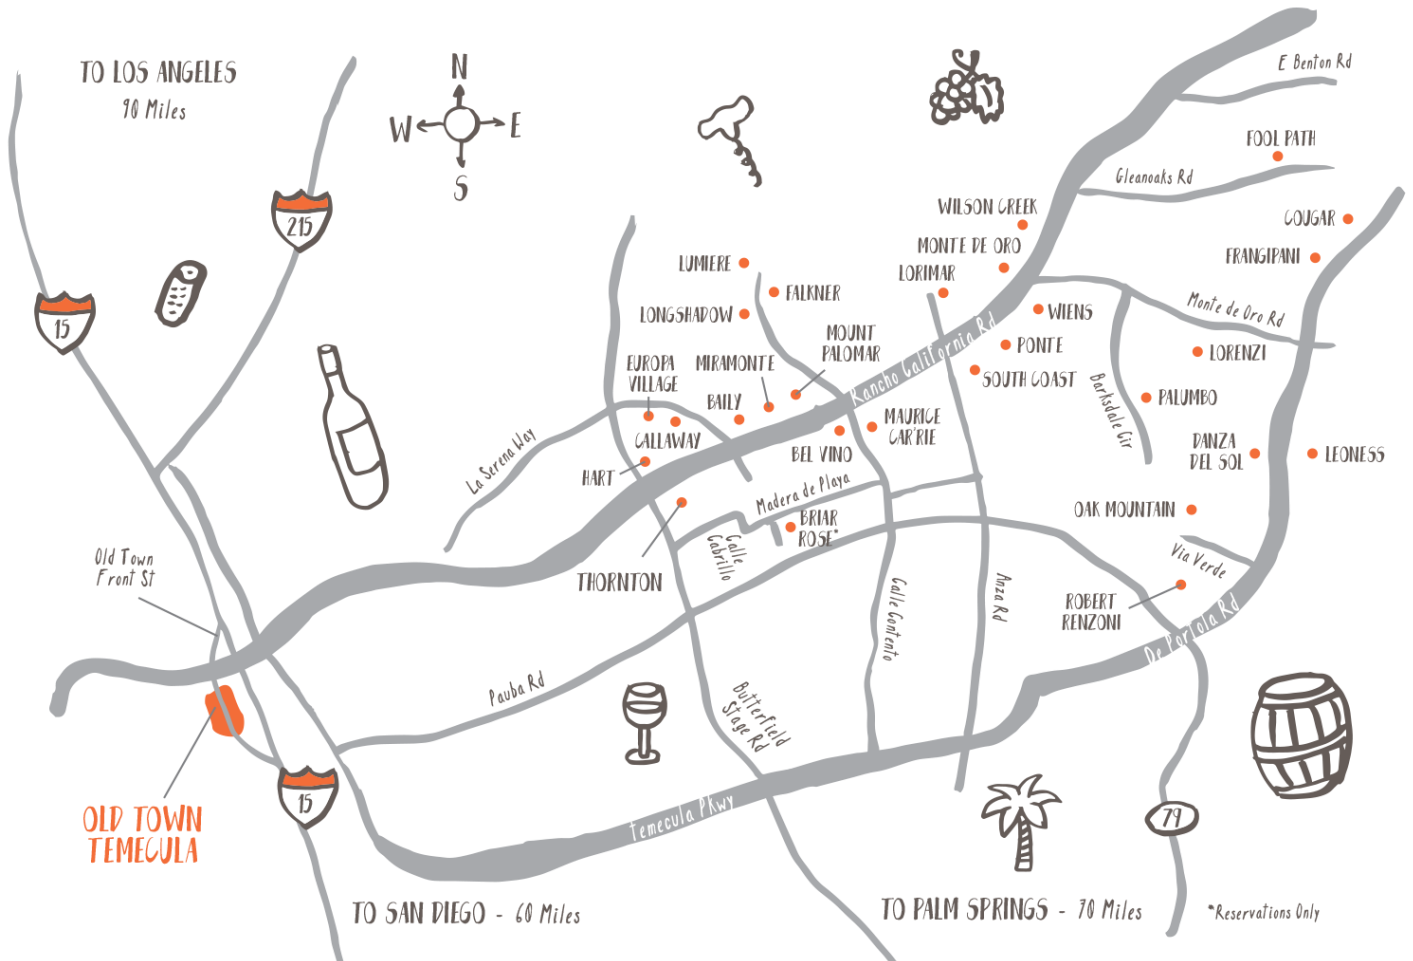 TO LOS ANGELES
90 Miles
N
W
E
S
215
15
E Benton Rd
FOOL PATH
Gleanoaks Rd
COUGAR
FRANGIPANI
WILSON CREEK
MONTE DE ORO
LORIMAR
LUMIERE
FALKNER
LONGSHADOW
MOUNT
PALOMAR
EUROPA
VILLAGE
MIRAMONTE
BAILY
CALLAWAY
HART
Rancho California Rd
WIENS
PONTE
SOUTH COAST
Monte de Oro Rd
LORENZI
Barksdale Cir
PALUMBO
DANZA
DEL SOL
LEONESS
MAURICE
CAR'RIE
BEL VINO
La Serena Way
Madera de Playa
BRIAR
ROSE*
Calle
Cabrillo
THORNTON
OAK MOUNTAIN
Via Verde
ROBERT
RENZONI
De Portola Rd
Calle Contento
Anza Rd
Old Town
Front St
Pauba Rd
Butterfield
Stage Rd
15
OLD TOWN
TEMECULA
Temecula Pkwy
79
TO SAN DIEGO - 60 Miles
TO PALM SPRINGS - 70 Miles
*Reservations Only